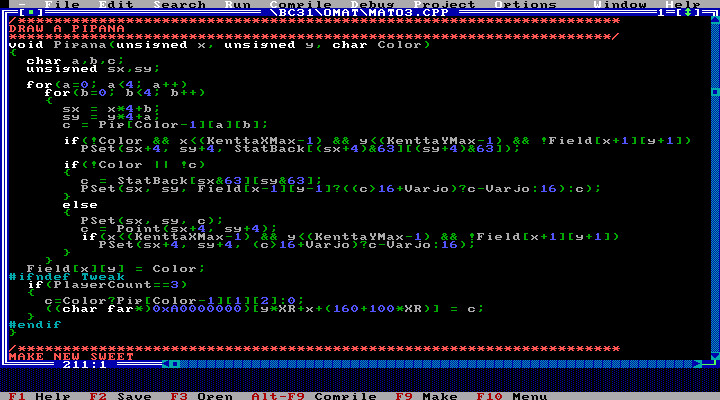 ≡ File Edit Search Run Compile Debug Project Options Window Help
[■] \BC31\OMAT\MATO3.CPP 1=[↕]
/*******************************************************************
DRAW A PIPANA
*******************************************************************/
void Pirana(unsigned x, unsigned y, char Color)
{
char a,b,c;
unsigned sx,sy;
for(a=0; a<4; a++)
for(b=0; b<4; b++)
{
sx = x*4+b;
sy = y*4+a;
c = Pir[Color-1][a][b];
if(!Color && x<(KenttaXMax-1) && y<(KenttaYMax-1) && !Field[x+1][y+1])
PSet(sx+4, sy+4, StatBack[(sx+4)&63][(sy+4)&63]);
if(!Color || !c)
{
c = StatBack[sx&63][sy&63];
PSet(sx, sy, Field[x-1][y-1]?((c>16+Varjo)?c-Varjo:16):c);
}
else
{
PSet(sx, sy, c);
c = Point(sx+4, sy+4);
if(x<(KenttaXMax-1) && y<(KenttaYMax-1) && !Field[x+1][y+1])
PSet(sx+4, sy+4, (c>16+Varjo)?c-Varjo:16);
}
}
Field[x][y] = Color;
#ifndef Tweak
if(PlayerCount==3)
{
c=Color?Pir[Color-1][1][2]:0;
((char far*)0xA0000000)[y*XR+x+(160+100*XR)] = c;
}
#endif
}
/*******************************************************************
MAKE NEW SWEET
211:1
F1 Help F2 Save F3 Open Alt-F9 Compile F9 Make F10 Menu